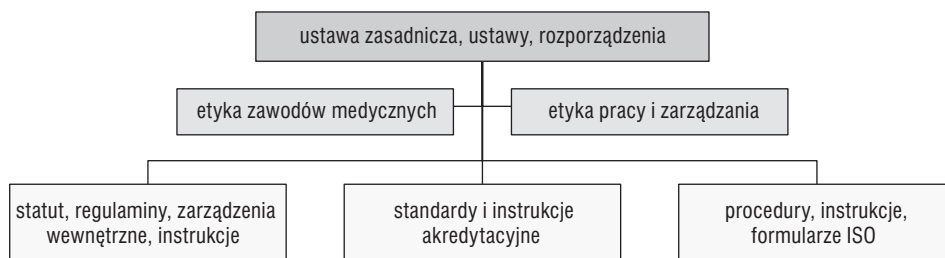 ustawa zasadnicza, ustawy, rozporządzenia
etyka zawodów medycznych
etyka pracy i zarządzania
statut, regulaminy, zarządzenia
wewnętrzne, instrukcje
standardy i instrukcje
akredytacyjne
procedury, instrukcje,
formularze ISO